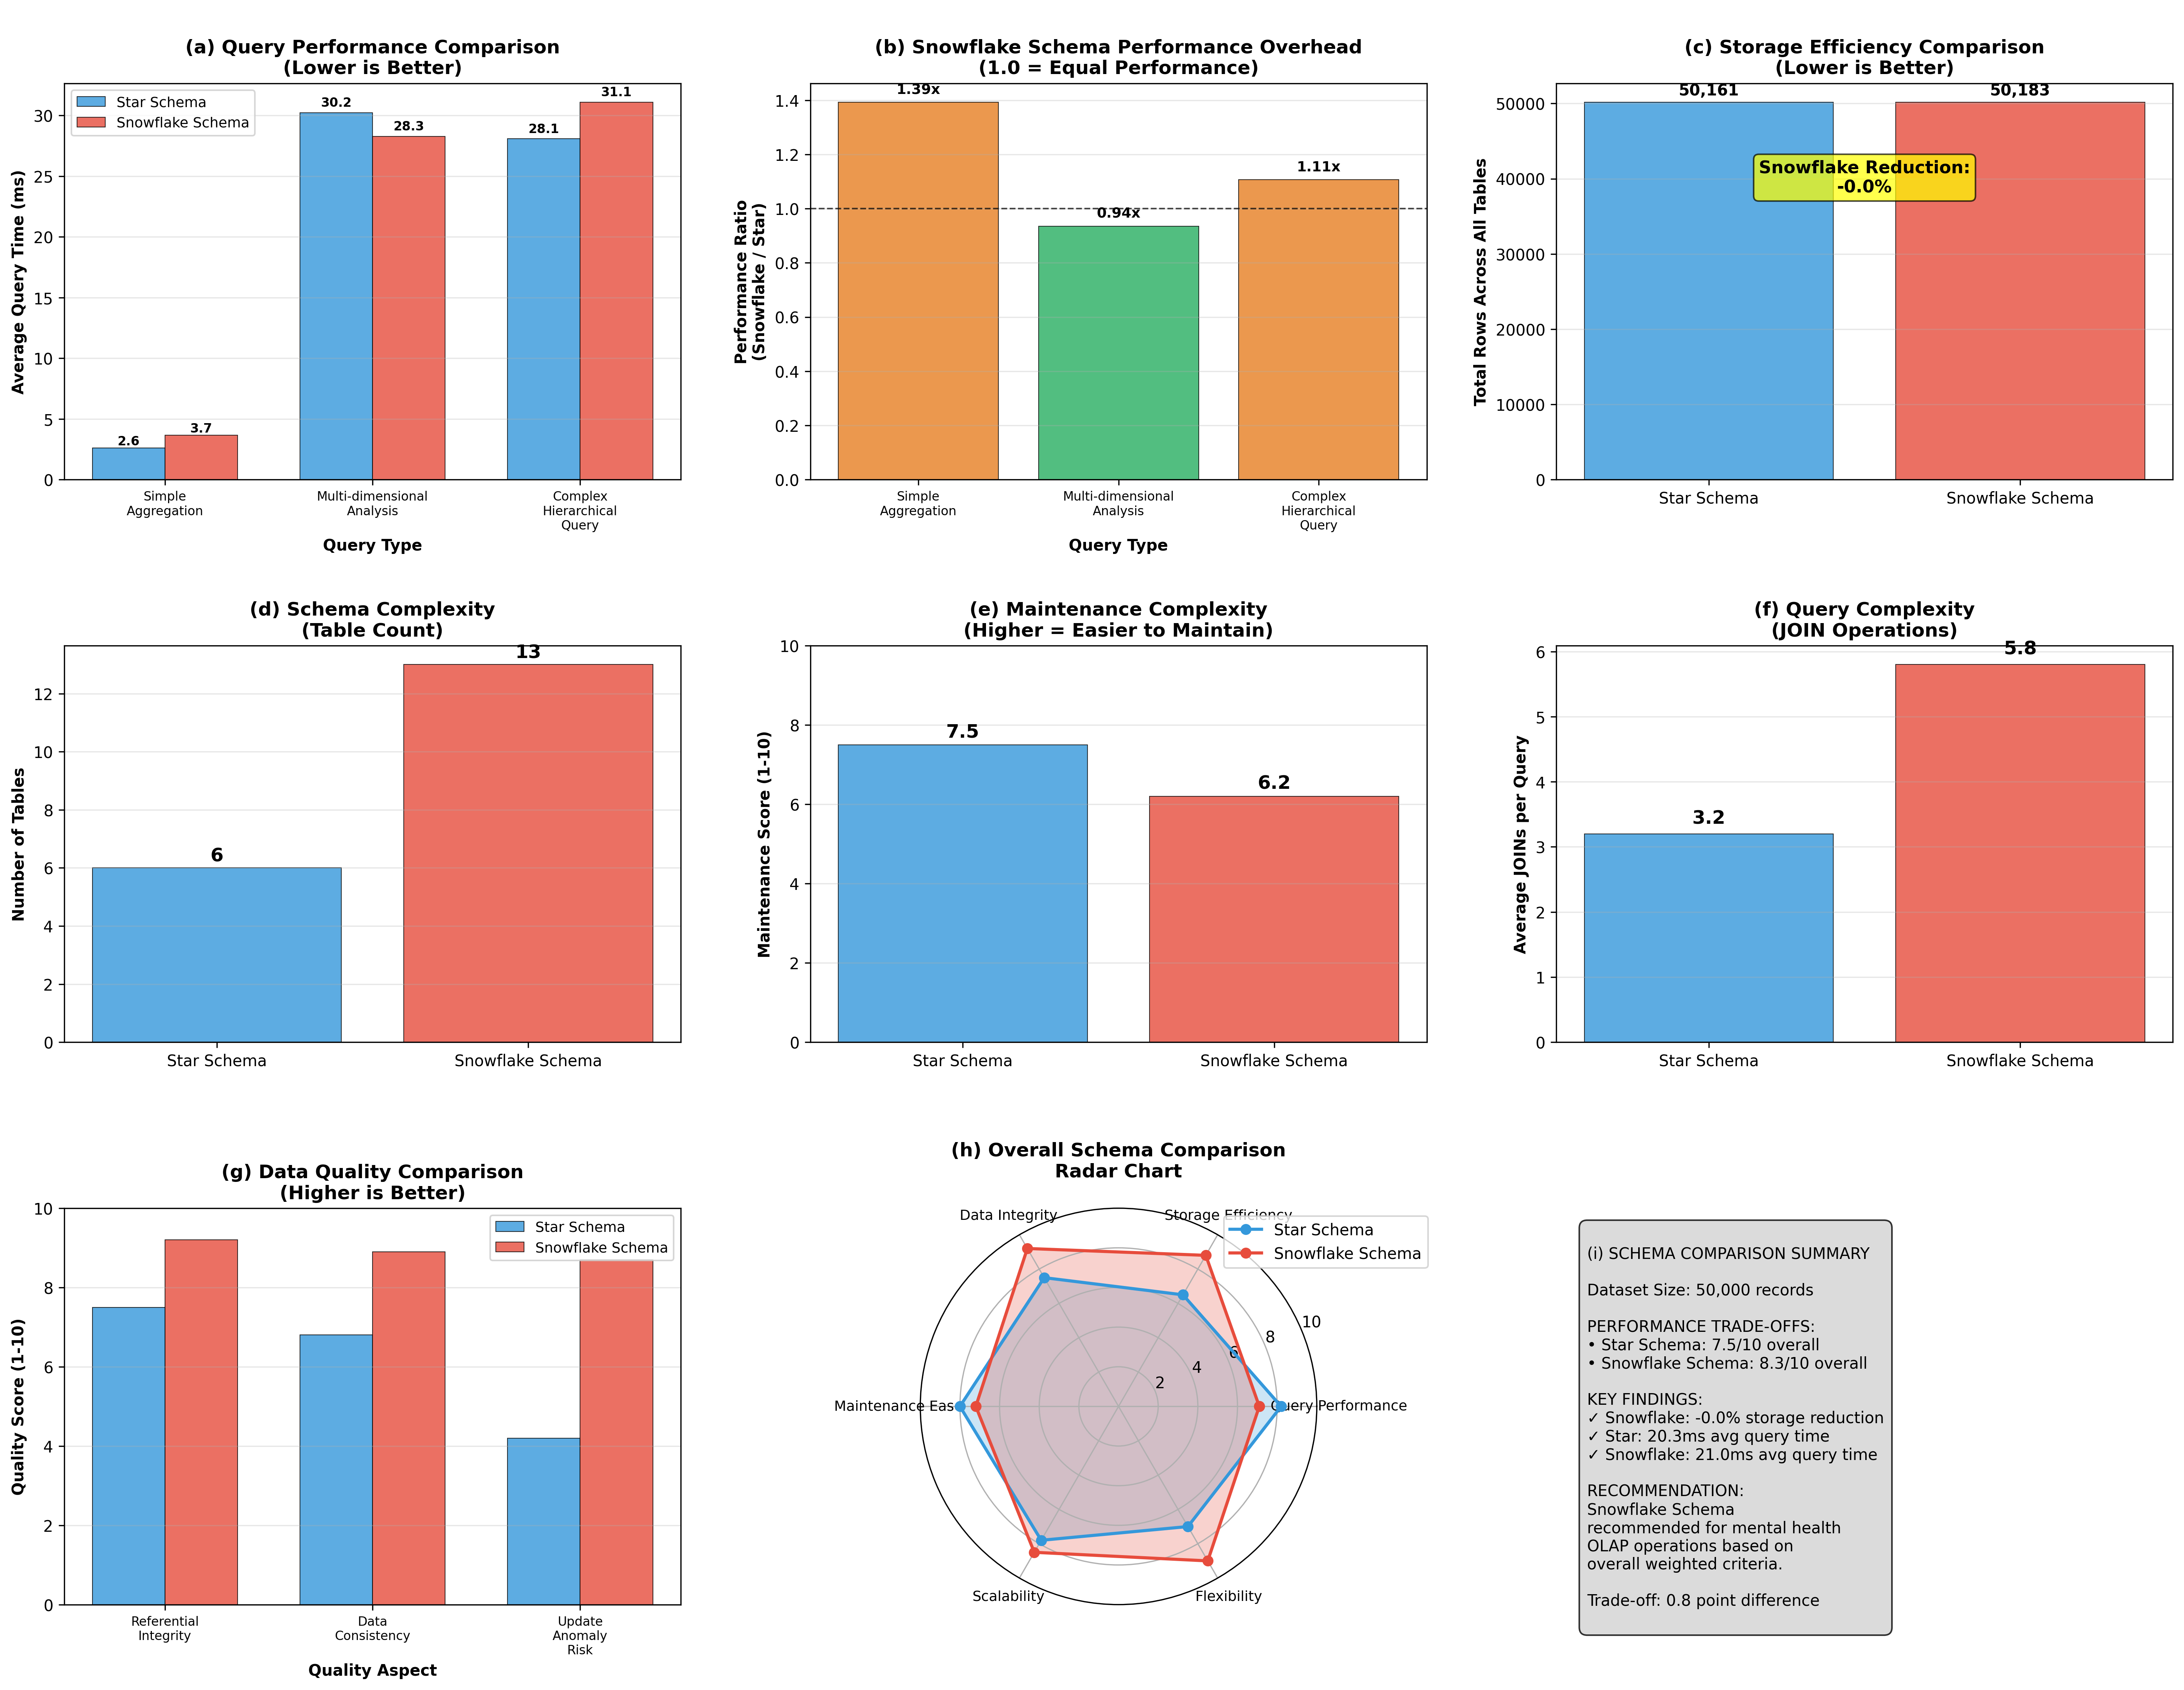 (a) Query Performance Comparison
(Lower is Better)
Average Query Time (ms)
30
25
20
15
10
5
0
Star Schema
Snowflake Schema
2.6
3.7
30.2
28.3
28.1
31.1
Simple
Aggregation
Multi-dimensional
Analysis
Complex
Hierarchical
Query
Query Type
(b) Snowflake Schema Performance Overhead
(1.0 = Equal Performance)
Performance Ratio
(Snowflake / Star)
1.4
1.2
1.0
0.8
0.6
0.4
0.2
0.0
1.39x
0.94x
1.11x
Simple
Aggregation
Multi-dimensional
Analysis
Complex
Hierarchical
Query
Query Type
(c) Storage Efficiency Comparison
(Lower is Better)
Total Rows Across All Tables
50000
40000
30000
20000
10000
0
50,161
50,183
Snowflake Reduction:
-0.0%
Star Schema
Snowflake Schema
(d) Schema Complexity
(Table Count)
Number of Tables
12
10
8
6
4
2
0
6
13
Star Schema
Snowflake Schema
(e) Maintenance Complexity
(Higher = Easier to Maintain)
Maintenance Score (1-10)
10
8
6
4
2
0
7.5
6.2
Star Schema
Snowflake Schema
(f) Query Complexity
(JOIN Operations)
Average JOINs per Query
6
5
4
3
2
1
0
3.2
5.8
Star Schema
Snowflake Schema
(g) Data Quality Comparison
(Higher is Better)
Quality Score (1-10)
10
8
6
4
2
0
Star Schema
Snowflake Schema
Referential
Integrity
Data
Consistency
Update
Anomaly
Risk
Quality Aspect
(h) Overall Schema Comparison
Radar Chart
Data Integrity
Storage Efficiency
Star Schema
Snowflake Schema
10
8
6
4
2
Maintenance Eas
Query Performance
Scalability
Flexibility
(i) SCHEMA COMPARISON SUMMARY
Dataset Size: 50,000 records
PERFORMANCE TRADE-OFFS:
• Star Schema: 7.5/10 overall
• Snowflake Schema: 8.3/10 overall
KEY FINDINGS:
✓ Snowflake: -0.0% storage reduction
✓ Star: 20.3ms avg query time
✓ Snowflake: 21.0ms avg query time
RECOMMENDATION:
Snowflake Schema
recommended for mental health
OLAP operations based on
overall weighted criteria.
Trade-off: 0.8 point difference